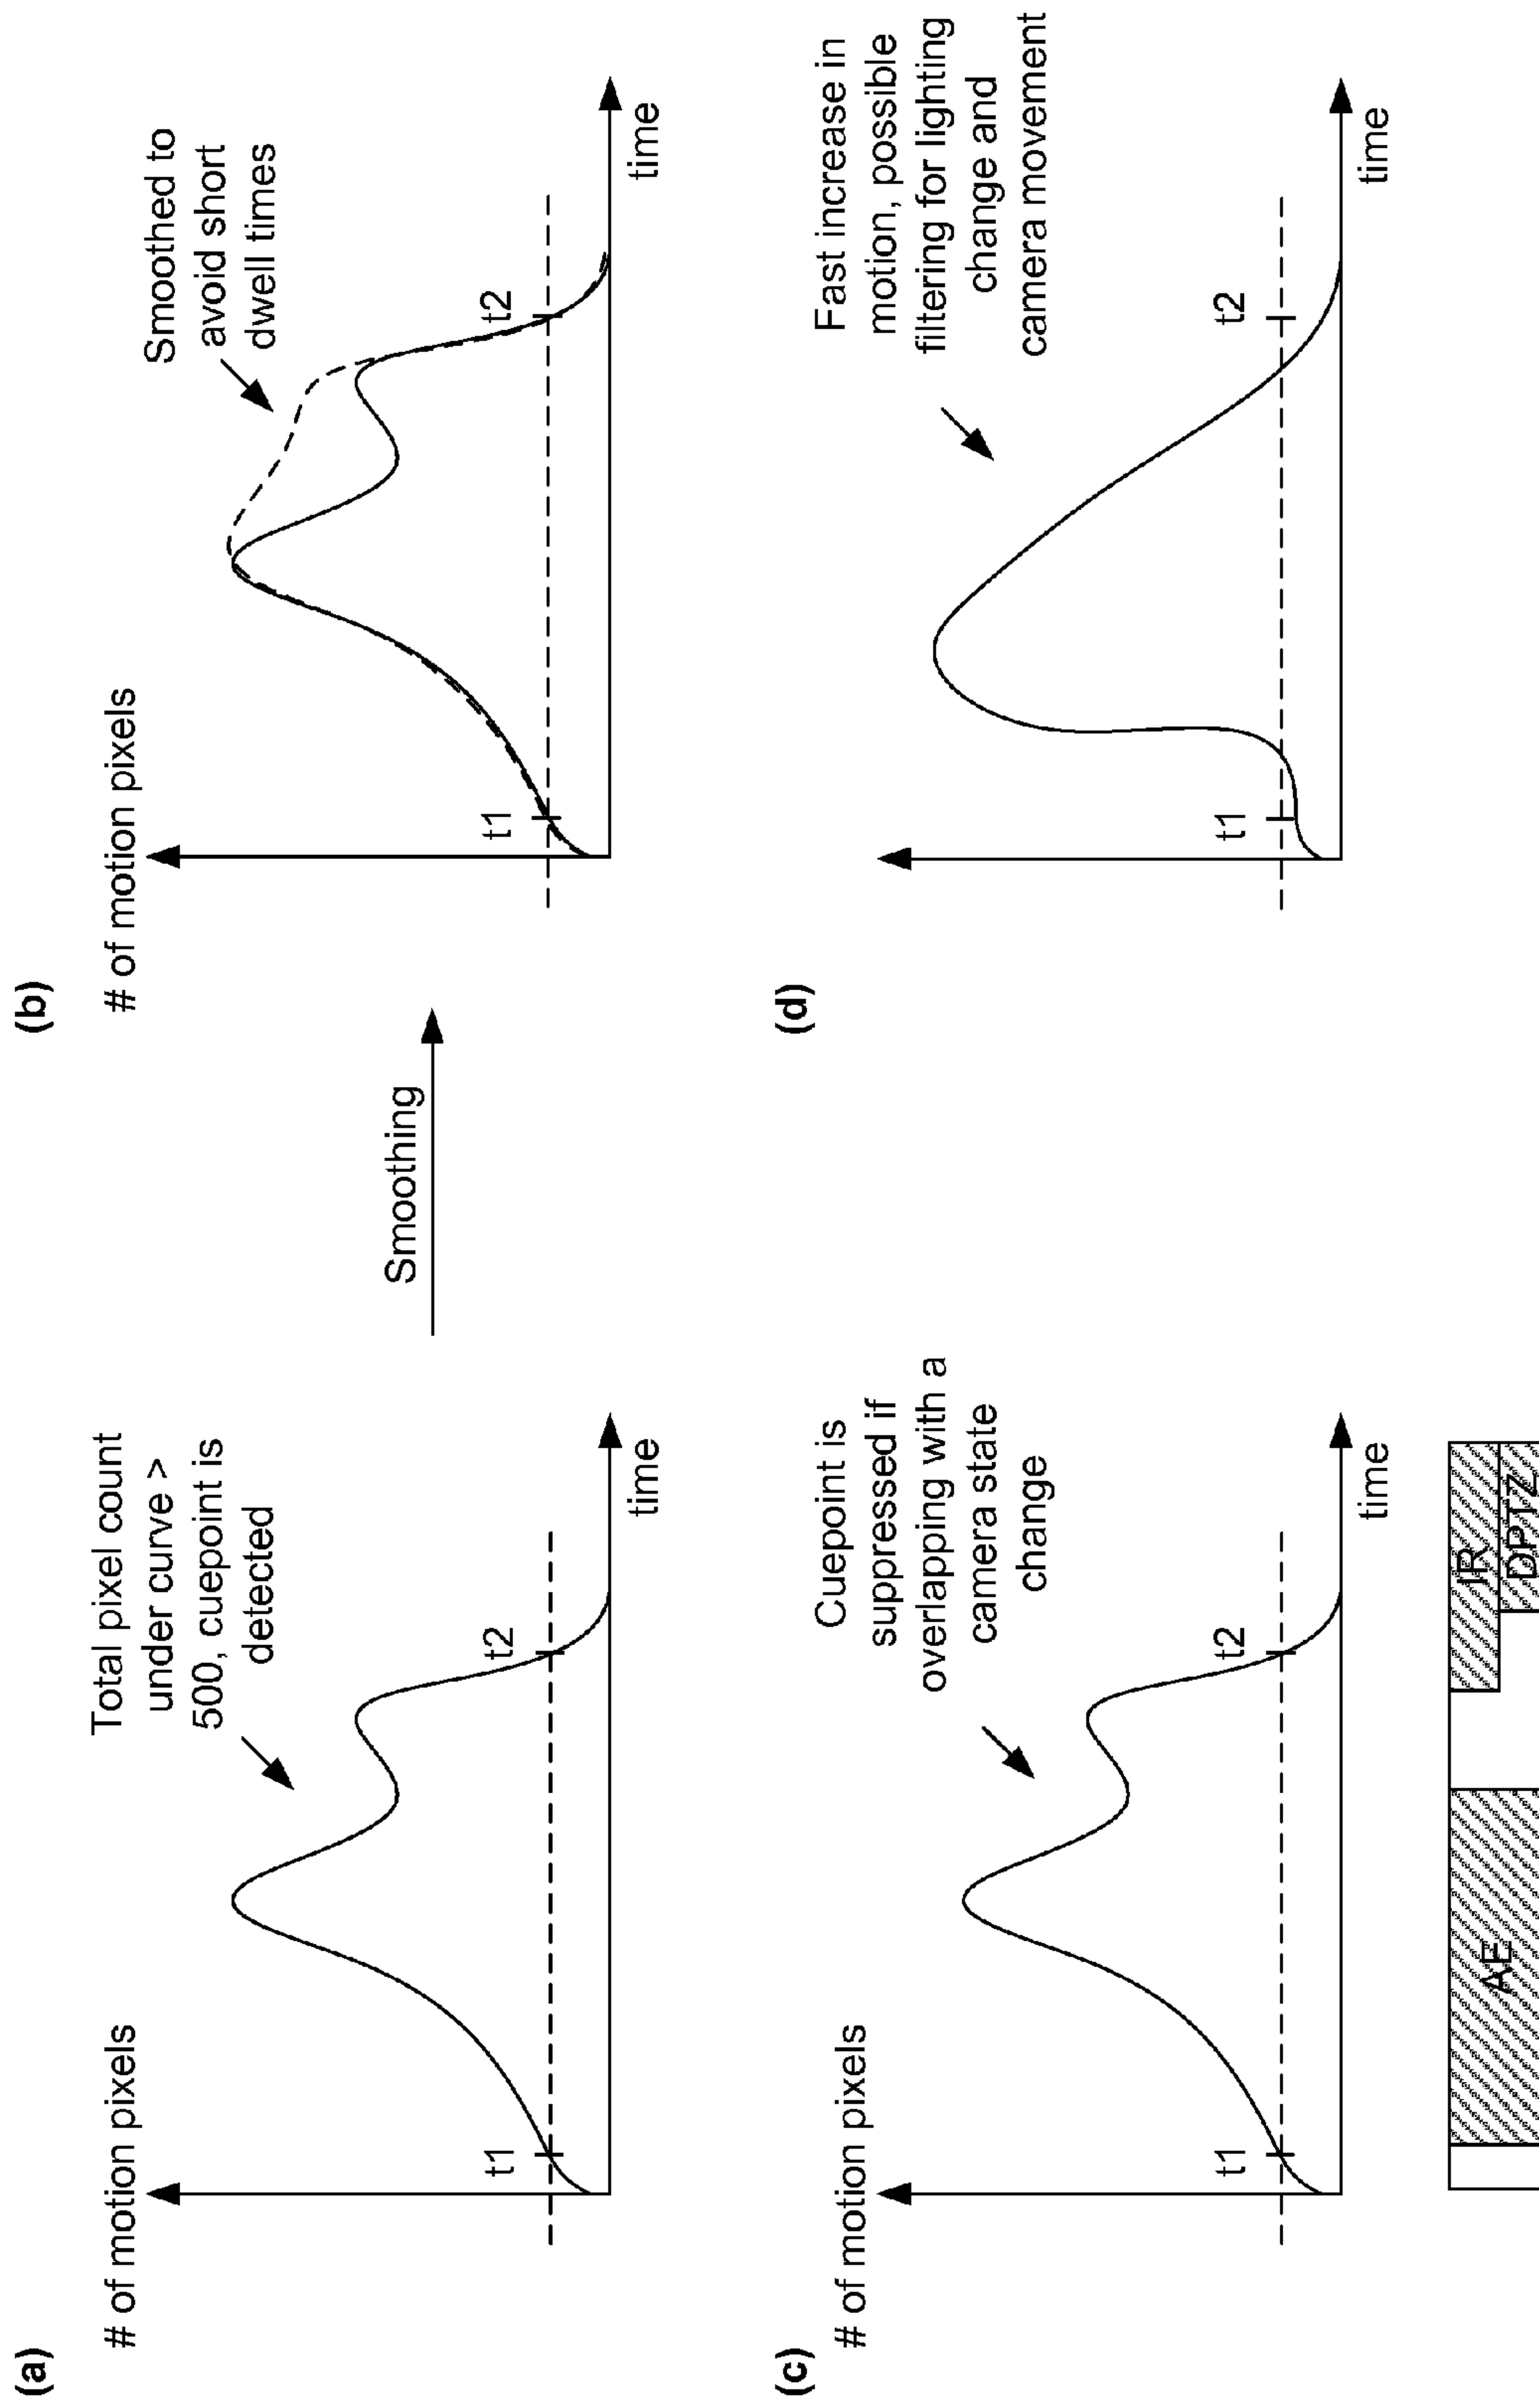 (a)
# of motion pixels
Total pixel count
under curve >
500, cuepoint is
detected
t1
t2
time
Smoothing
(b)
# of motion pixels
Smoothed to
avoid short
dwell times
t1
t2
time
(c)
# of motion pixels
Cuepoint is
suppressed if
overlapping with a
camera state
change
t1
t2
time
AE
IR
DPTZ
(d)
Fast increase in
motion, possible
filtering for lighting
change and
camera movement
t1
t2
time